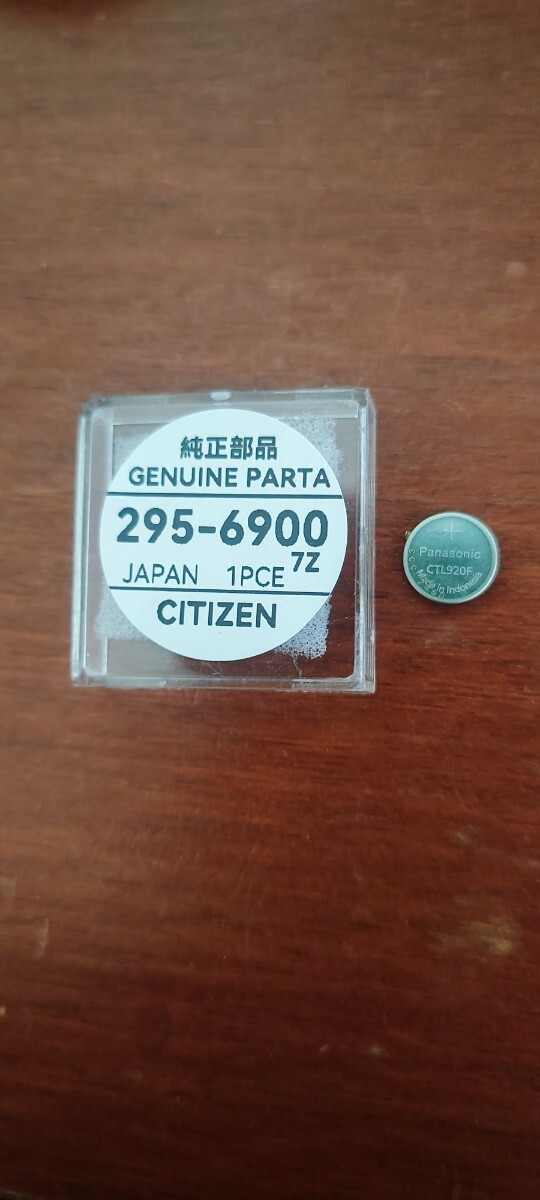 純正部品
GENUINE PARTA
295-6900
7Z
JAPAN 1PCE
CITIZEN
+
Panasonic
CTL920F
Made in Indonesia